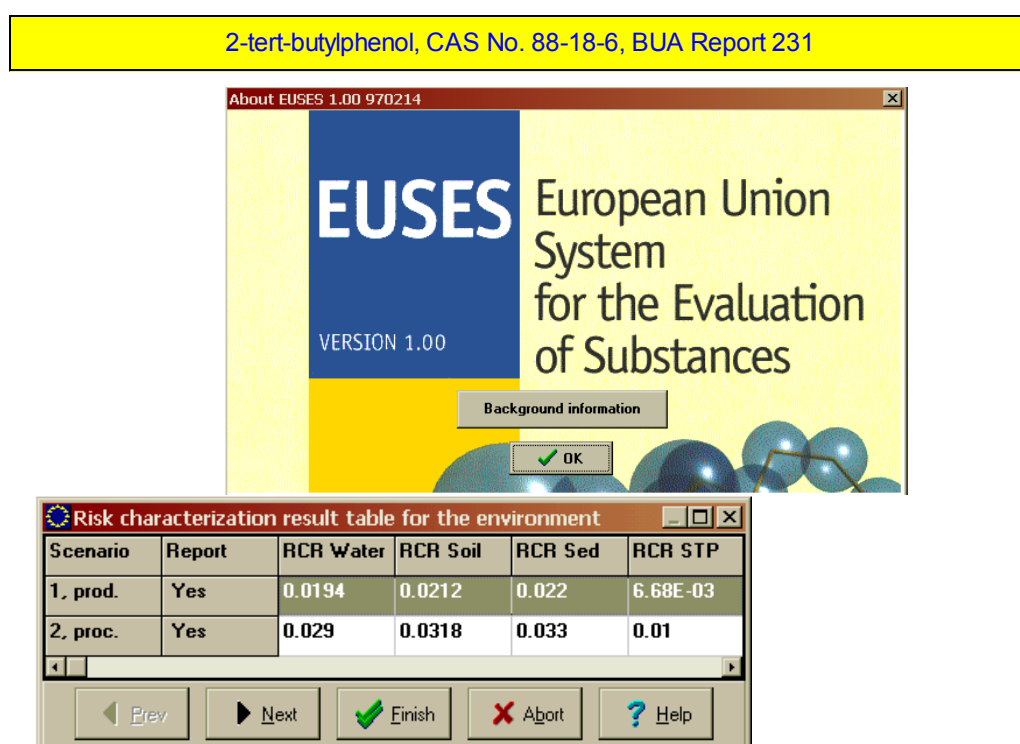 2-tert-butylphenol, CAS No. 88-18-6, BUA Report 231
About EUSES 1.00 970214
EUSES
European Union
System
for the Evaluation
of Substances
VERSION 1.00
Background information
OK
Risk characterization result table for the environment
Scenario Report RCR Water RCR Soil RCR Sed RCR STP
1, prod. Yes 0.0194 0.0212 0.022 6.68E-03
2, proc. Yes 0.029 0.0318 0.033 0.01
Prev Next Finish Abort Help